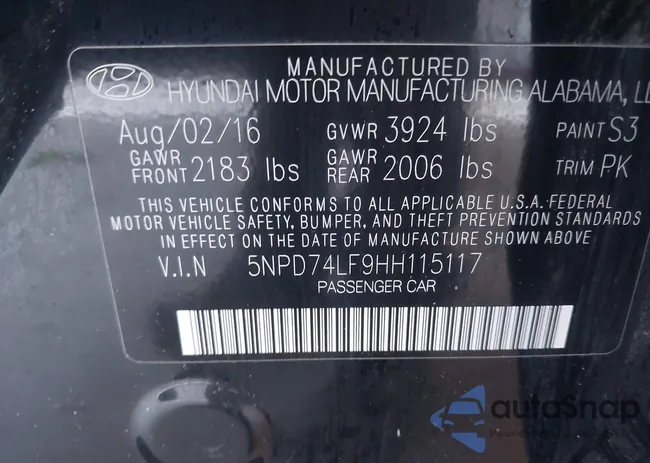 MANUFACTURED BY
HYUNDAI MOTOR MANUFACTURING ALABAMA,
Aug/02/16 GVWR 3924 lbs PAINT S3
GAWR FRONT 2183 lbs GAWR REAR 2006 lbs TRIM PK
THIS VEHICLE CONFORMS TO ALL APPLICABLE U.S.A. FEDERAL
MOTOR VEHICLE SAFETY, BUMPER, AND THEFT PREVENTION STANDARDS
IN EFFECT ON THE DATE OF MANUFACTURE SHOWN ABOVE
V.I.N 5NPD74LF9HH115117
PASSENGER CAR
autoSnap